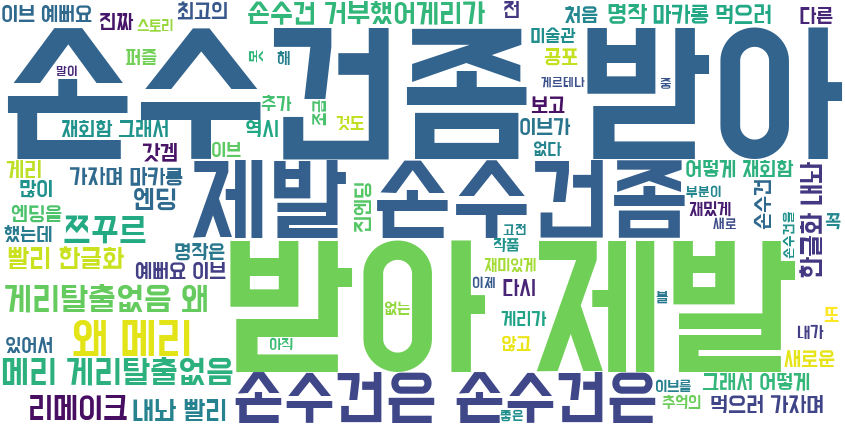 이브 예뻐요
진짜
스토리
최고의
손수건 거부했어게리가
전
처음
명작 마카롱 먹으러
다른
손수건좀 받아
말이
퍼즐
못
해
미술관
공포
게르테나
중
추가
조금
보고
재회함 그래서
역시
것도
이브가
갓겜
이브
없다
게리
가자며 마카롱
많이
엔딩
제발 손수건좀
어떻게 재회함
부분이
손수건
재밌게
새로
손수건을
한글화 내놔
꼭
엔딩을
진엔딩
했는데
쯔꾸르
고전
작품
빨리 한글화
명작은
예뻐요 이브
받아 제발
재미있게
이제
다시
게리탈출없음 왜
없는
블
게리가
또
왜 메리
아직
않고
내가
있어서
새로운
메리 게리탈출없음
손수건은 손수건은
이브를
그래서 어떻게
리메이크
내놔 빨리
좋은
추억의
먹으러 가자며